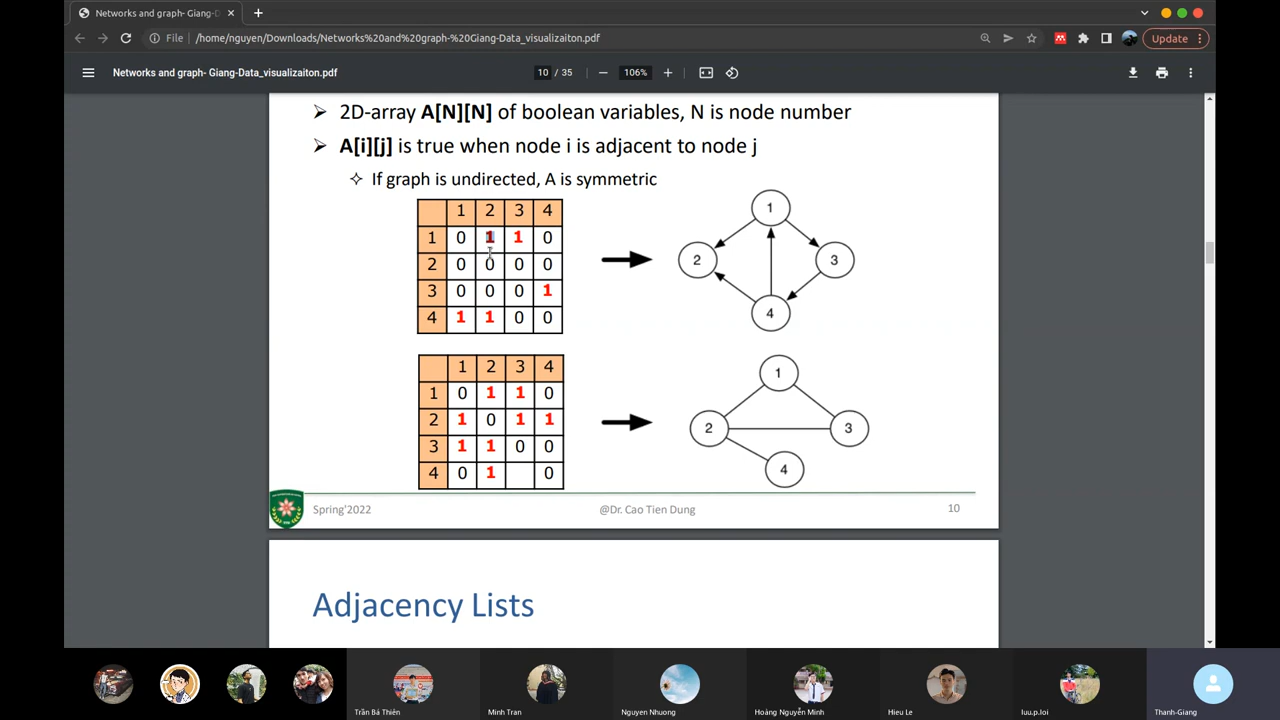 Networks and graph- Giang-D
Update
File
/home/nguyen/Downloads/Networks%20and%20graph-%20Giang-Data_visualizaiton.pdf
Networks and graph- Giang-Data_visualizaiton.pdf
10 / 35
106%
➢ 2D-array A[N][N] of boolean variables, N is node number
➢ A[i][j] is true when node i is adjacent to node j
✧ If graph is undirected, A is symmetric
1 2 3 4
1 0 1 1 0
2 0 0 0 0
3 0 0 0 1
4 1 1 0 0
1
2
3
4
1 2 3 4
1 0 1 1 0
2 1 0 1 1
3 1 1 0 0
4 0 1 0
1
2
3
4
Spring'2022
@Dr. Cao Tien Dung
10
Adjacency Lists
Trần Bá Thiên
Minh Tran
Nguyen Nhuong
Hoàng Nguyễn Minh
Hieu Le
luu.p.loi
Thanh-Giang